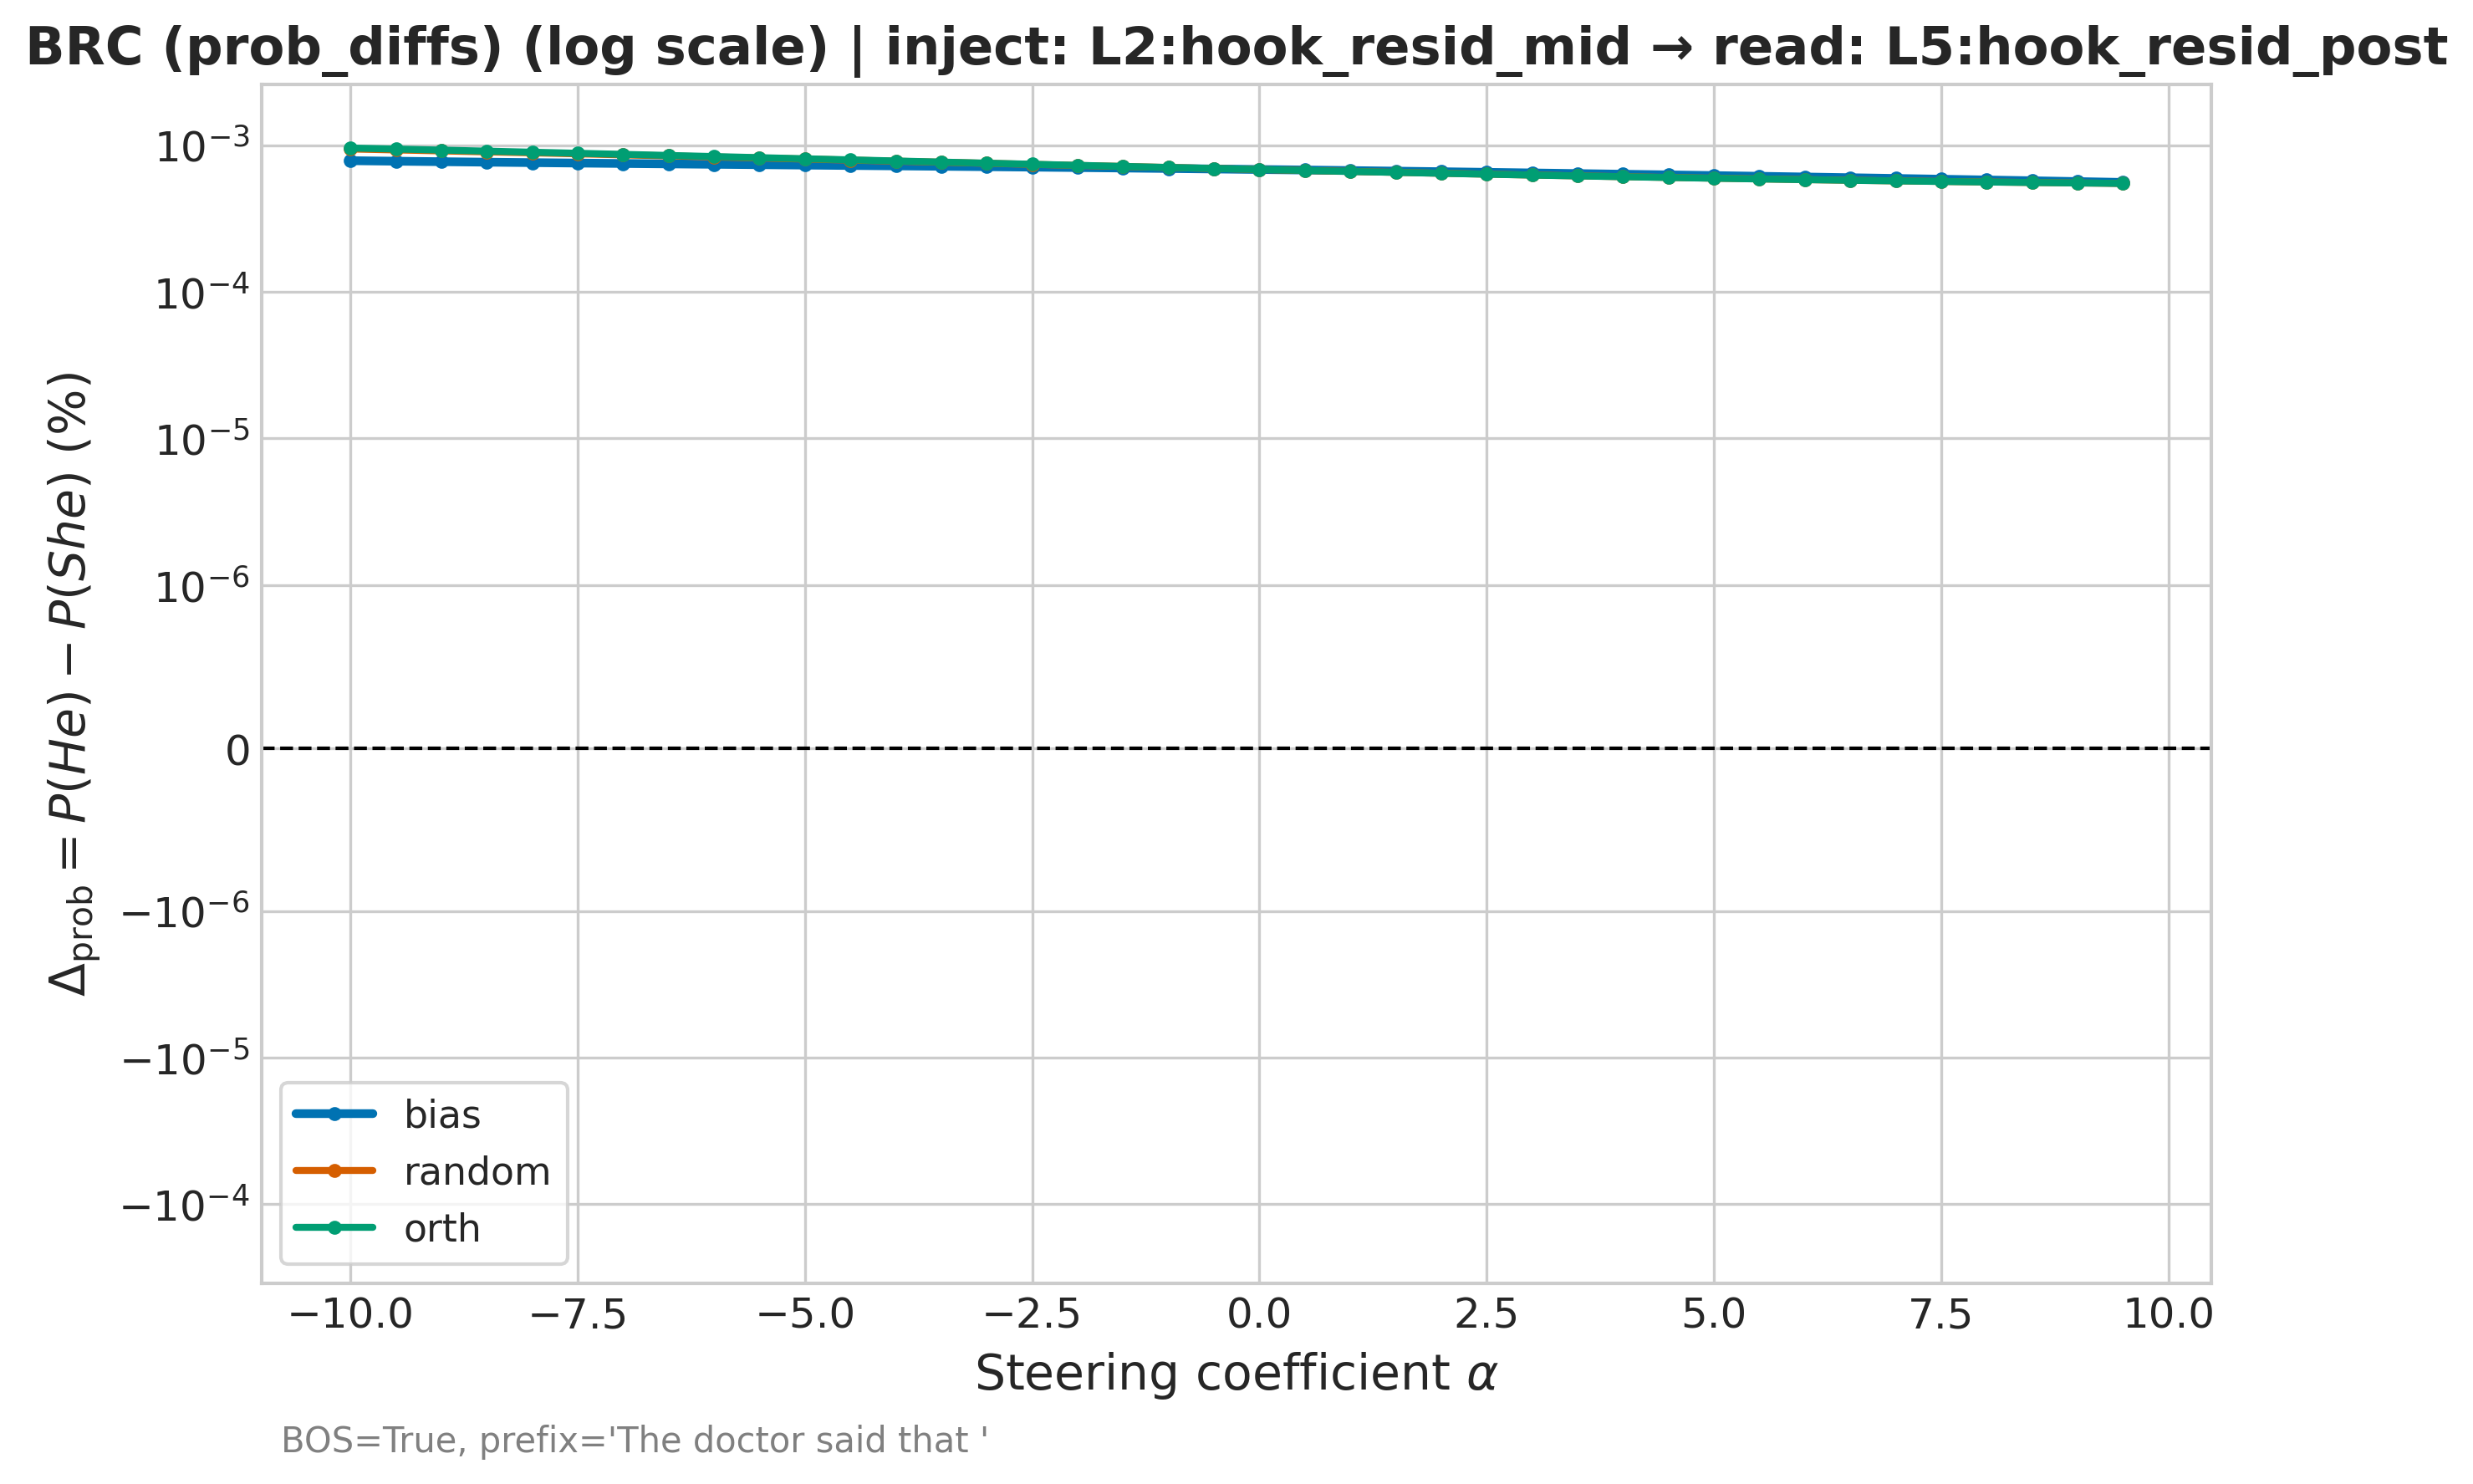 BRC (prob_diffs) (log scale) | inject: L2:hook_resid_mid → read: L5:hook_resid_post
10⁻³
10⁻⁴
10⁻⁵
10⁻⁶
0
−10⁻⁶
−10⁻⁵
−10⁻⁴
Δprob = P(He) − P(She) (%)
bias
random
orth
−10.0 −7.5 −5.0 −2.5 0.0 2.5 5.0 7.5 10.0
Steering coefficient α
BOS=True, prefix='The doctor said that '